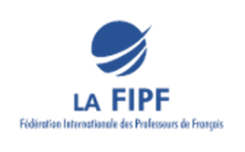 LA FIPF
Fédération Internationale des Professeurs de Français